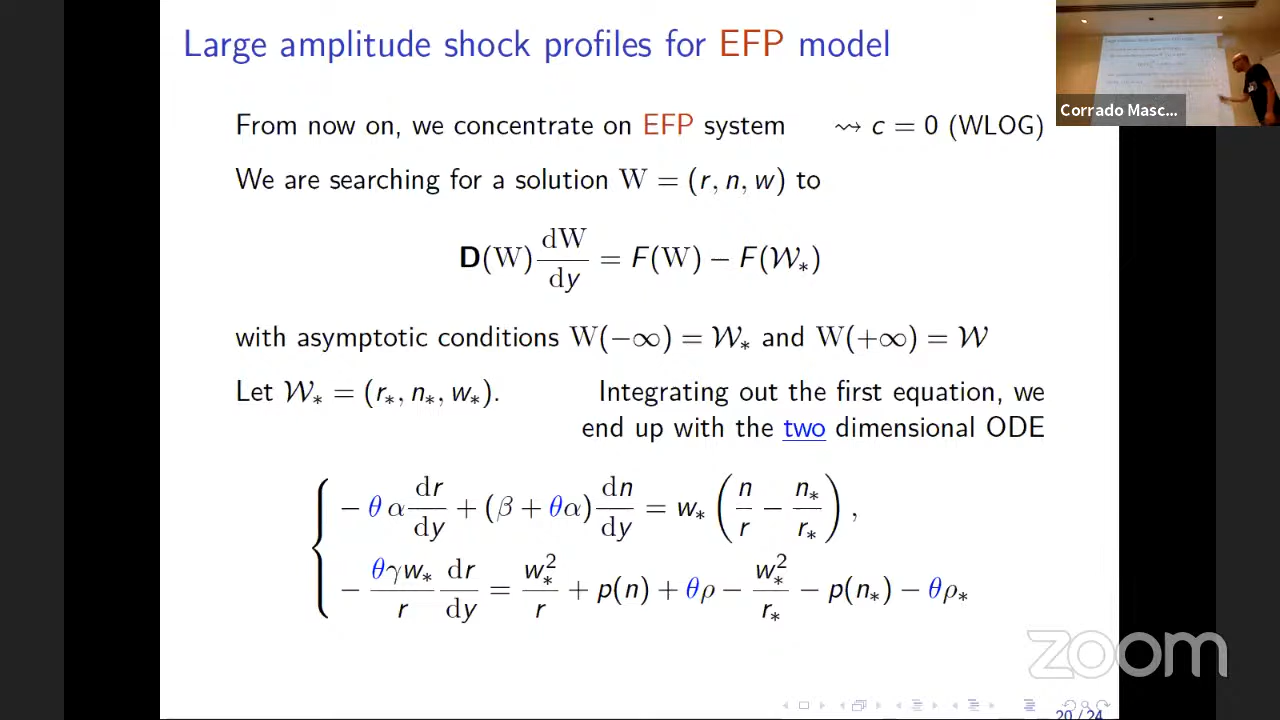 Large amplitude shock profiles for EFP model
From now on, we concentrate on EFP system ⇝ c = 0 (WLOG)
We are searching for a solution W = (r, n, w) to
D(W) dW/dy = F(W) − F(𝒲∗)
with asymptotic conditions W(−∞) = 𝒲∗ and W(+∞) = 𝒲
Let 𝒲∗ = (r∗, n∗, w∗). Integrating out the first equation, we
end up with the two dimensional ODE
− θ α dr/dy + (β + θα) dn/dy = w∗ (n/r − n∗/r∗),
− θγw∗/r dr/dy = w∗²/r + p(n) + θρ − w∗²/r∗ − p(n∗) − θρ∗
Corrado Masc...
zoom
20 / 24